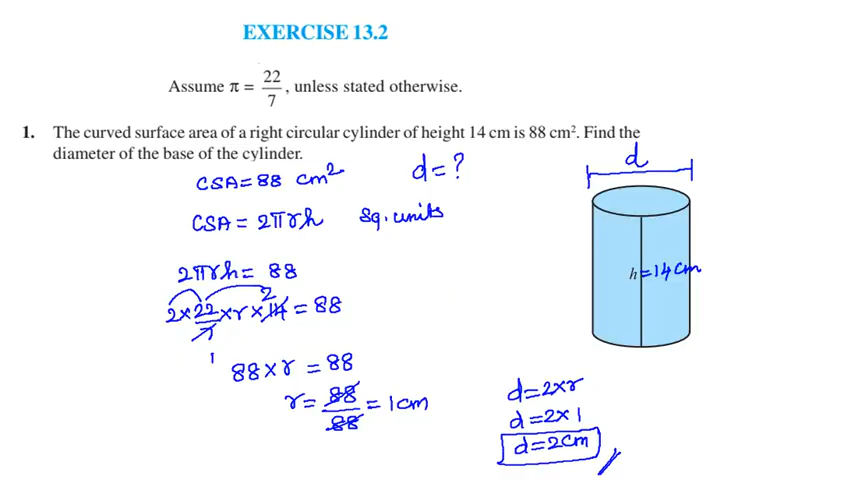 EXERCISE 13.2
Assume π = 22/7, unless stated otherwise.
1. The curved surface area of a right circular cylinder of height 14 cm is 88 cm². Find the
diameter of the base of the cylinder.
d
CSA = 88 cm²
d = ?
CSA = 2πrh sq. units
2πrh = 88
h = 14 cm
2 × 22/7 × r × 14 = 88
2
1
88 × r = 88
r = 88/88 = 1 cm
d = 2 × r
d = 2 × 1
d = 2 cm